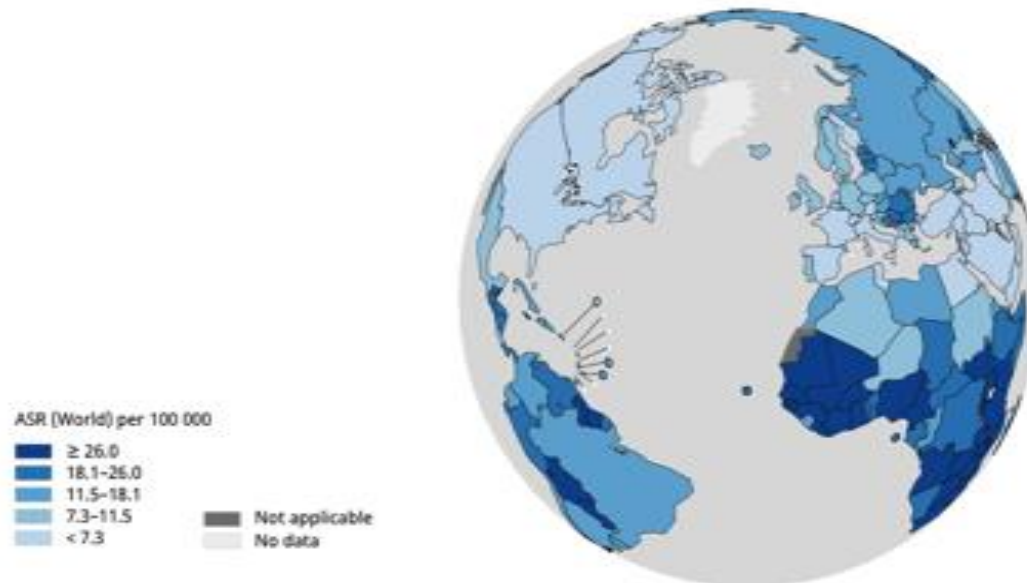 ASR (World) per 100 000
≥ 26.0
18.1–26.0
11.5–18.1
7.3–11.5
< 7.3
Not applicable
No data